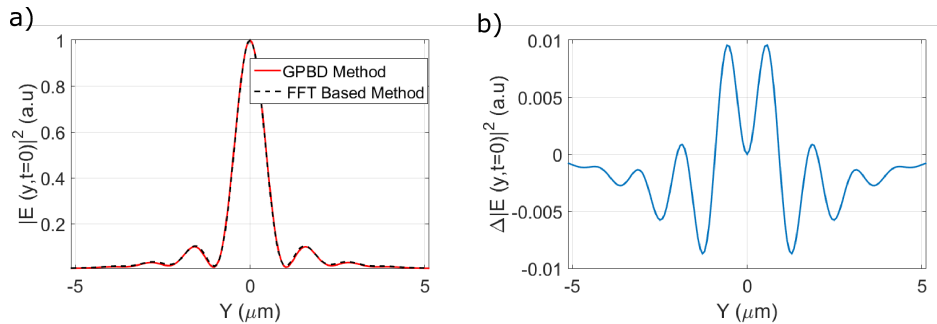 a)
|E (y,t=0)|² (a.u)
1
0.8
0.6
0.4
0.2
-5
0
5
Y (μm)
GPBD Method
FFT Based Method
b)
Δ|E (y,t=0)|² (a.u)
0.01
0.005
0
-0.005
-0.01
-5
0
5
Y (μm)